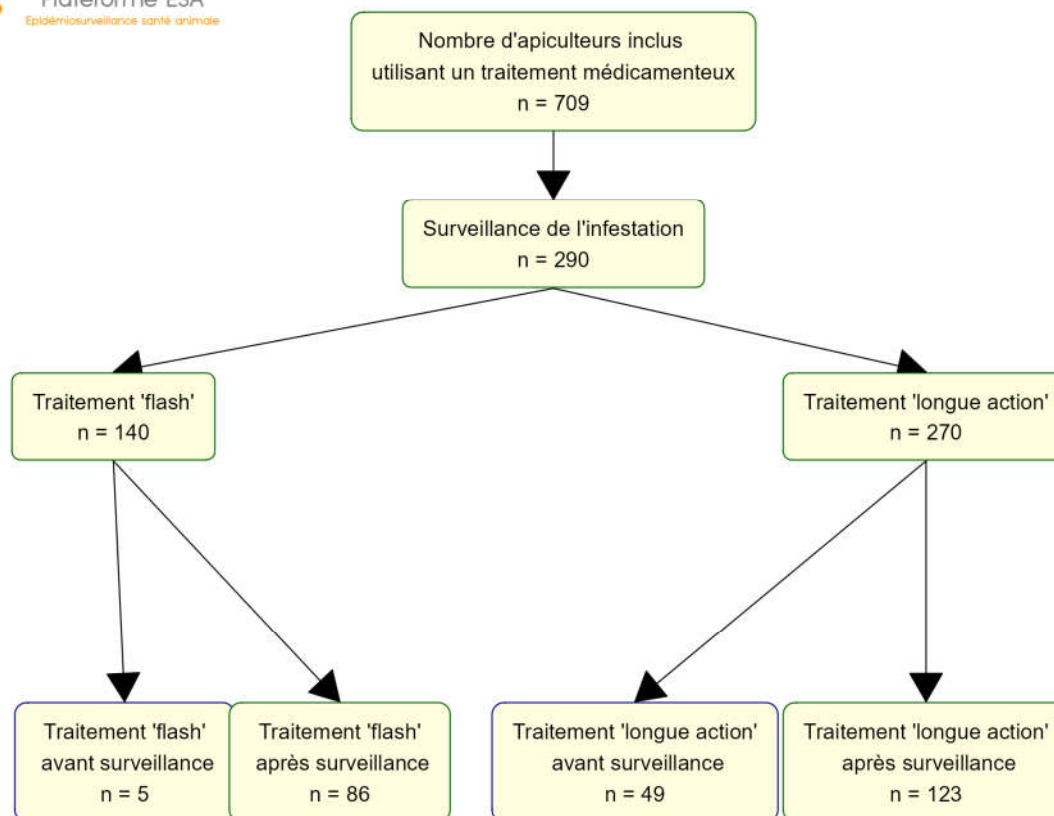 Plateforme ESA
Epidémiosurveillance santé animale
Nombre d'apiculteurs inclus
utilisant un traitement médicamenteux
n = 709
Surveillance de l'infestation
n = 290
Traitement 'flash'
n = 140
Traitement 'longue action'
n = 270
Traitement 'flash'
avant surveillance
n = 5
Traitement 'flash'
après surveillance
n = 86
Traitement 'longue action'
avant surveillance
n = 49
Traitement 'longue action'
après surveillance
n = 123